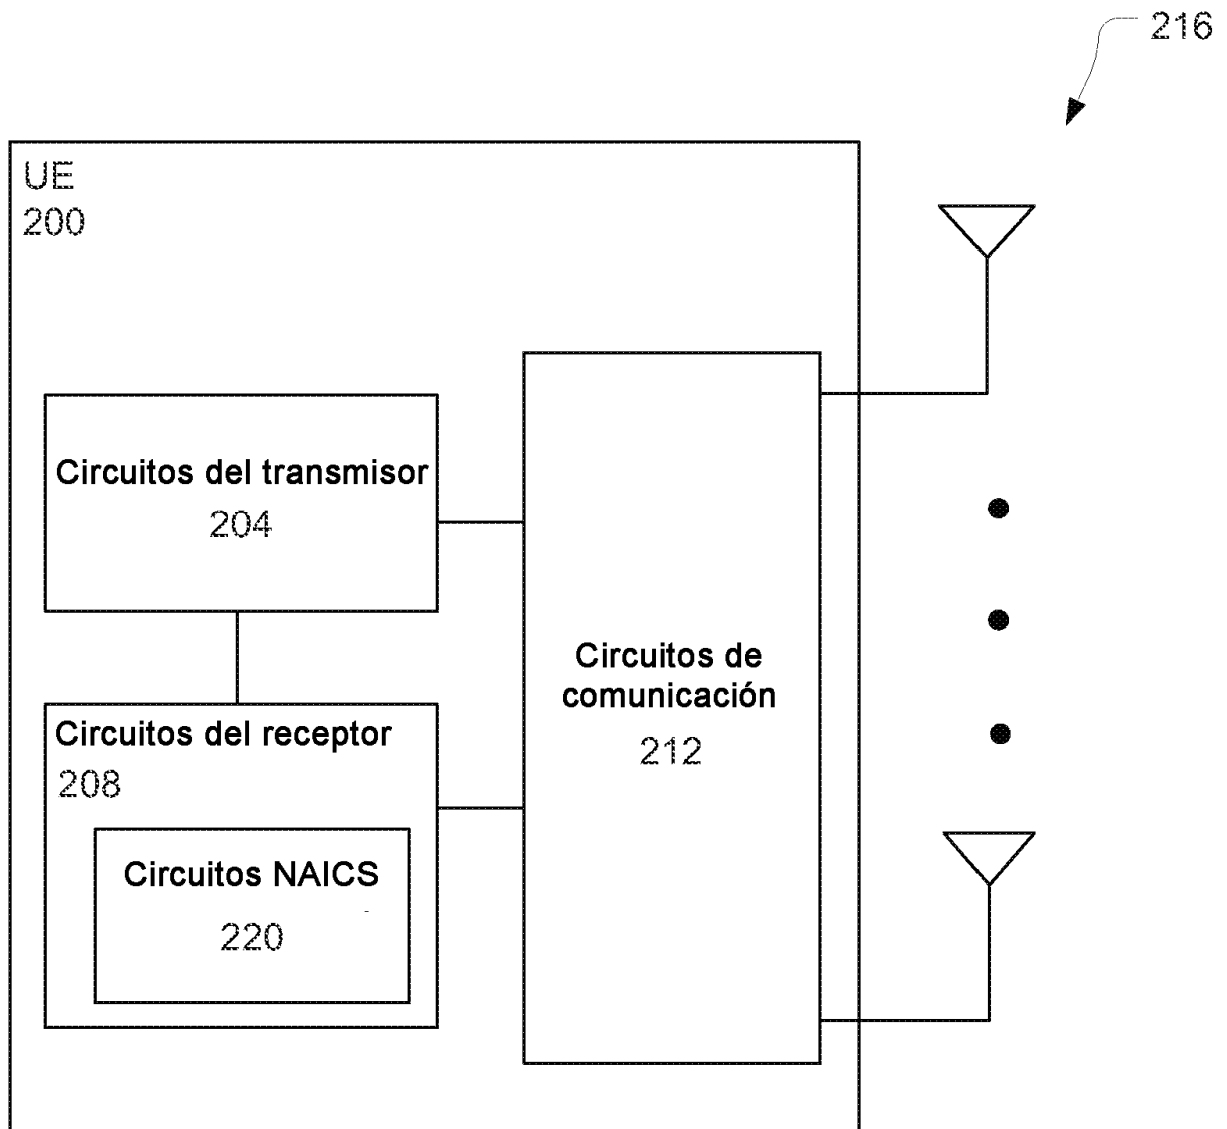 216
UE
200
Circuitos del transmisor
204
Circuitos de
comunicación
212
Circuitos del receptor
208
Circuitos NAICS
220